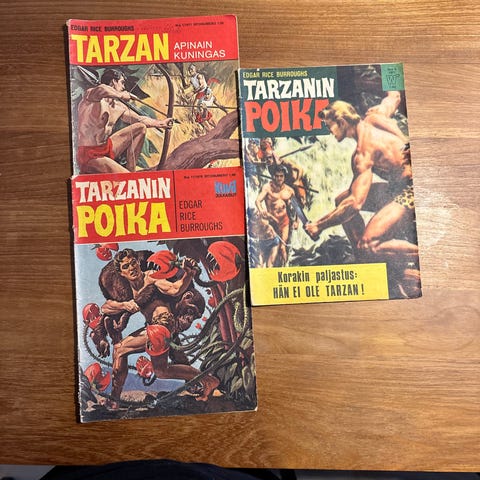 EDGAR RICE BURROUGHS
TARZAN
APINAIN
KUNINGAS
TARZANIN
POIKA
EDGAR
RICE
BURROUGHS
EDGAR RICE BURROUGHS
TARZANIN
POIKA
Korakin paljastus:
HÄN EI OLE TARZAN!